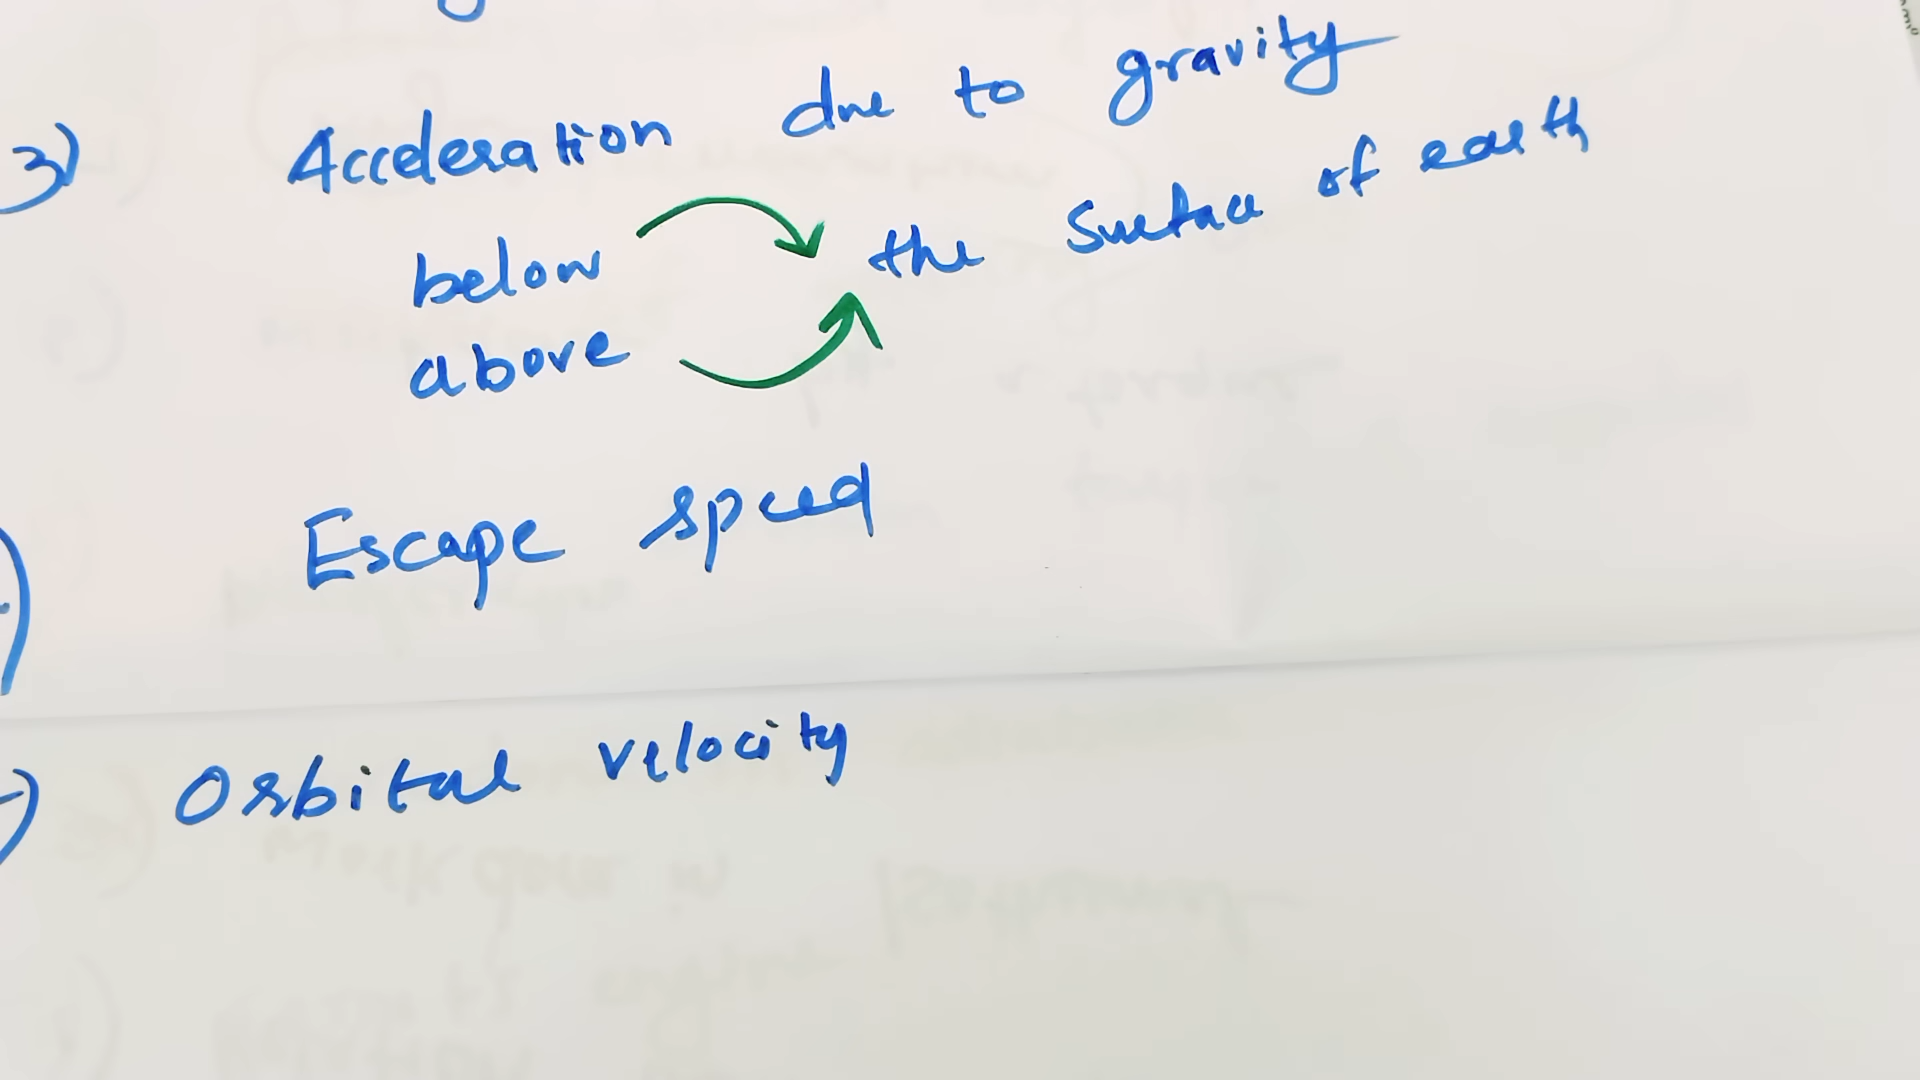 3) Acceleration due to gravity
below the surface of earth
above
Escape speed
Orbital velocity